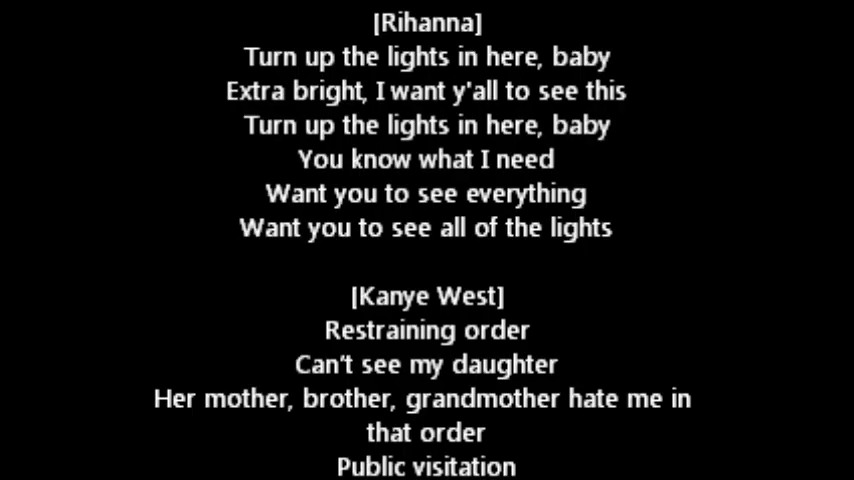 [Rihanna]
Turn up the lights in here, baby
Extra bright, I want y'all to see this
Turn up the lights in here, baby
You know what I need
Want you to see everything
Want you to see all of the lights
[Kanye West]
Restraining order
Can't see my daughter
Her mother, brother, grandmother hate me in
that order
Public visitation